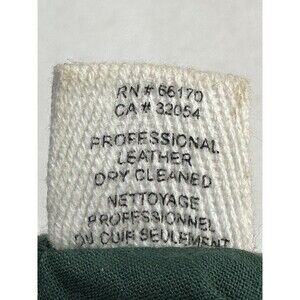 RN # 66170
CA # 32054
PROFESSIONAL
LEATHER
DRY CLEANED
NETTOYAGE
PROFESSIONNEL
DU CUIR SEULEMENT